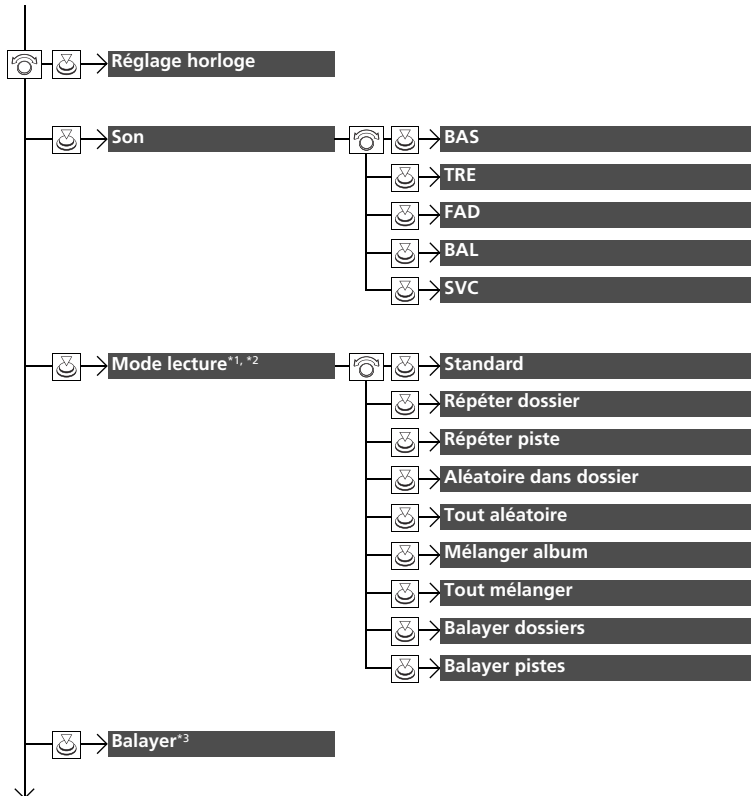 Réglage horloge
Son
BAS
TRE
FAD
BAL
SVC
Mode lecture*1, *2
Standard
Répéter dossier
Répéter piste
Aléatoire dans dossier
Tout aléatoire
Mélanger album
Tout mélanger
Balayer dossiers
Balayer pistes
Balayer*3